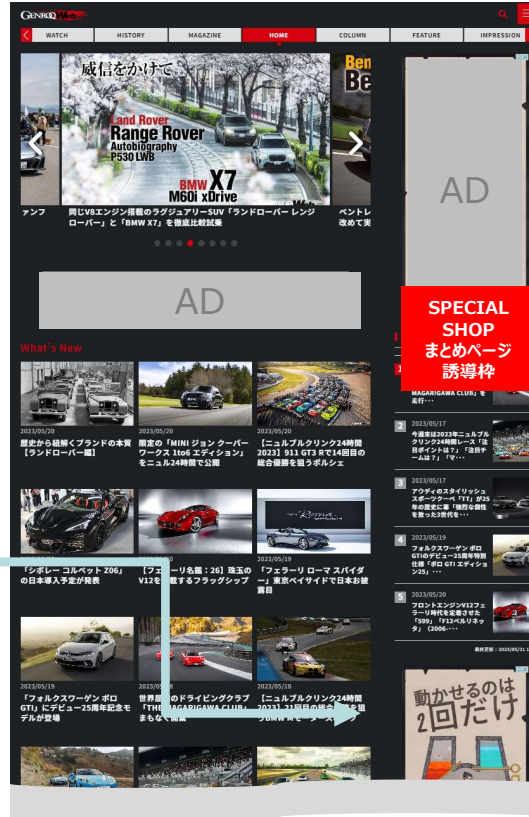 GENROQ Web
WATCH
HISTORY
MAGAZINE
HOME
COLUMN
FEATURE
IMPRESSION
威信をかけて
Land Rover
Range Rover
Autobiography
P530 LWB
BMW X7
M60i xDrive
Ben
Be
ァンフ
同じV8エンジン搭載のラグジュアリーSUV「ランドローバー レンジ
ローバー」と「BMW X7」を徹底比較試乗
ベントレ
改めて実
AD
AD
SPECIAL
SHOP
まとめページ
誘導枠
What's New
2023/05/20
歴史から紐解くブランドの本質
【ランドローバー編】
2023/05/20
限定の「MINI ジョン クーパー
ワークス 1to6 エディション」
をニュル24時間で公開
2023/05/20
【ニュルブルクリンク24時間
2023】911 GT3 Rで14回目の
総合優勝を狙うポルシェ
「シボレー コルベット Z06」
の日本導入予定が発表
20
【フェ
ーリ名鑑：26】珠玉の
V12を
載するフラッグシップ
2023/05/19
「フェラーリ ローマ スパイダ
ー」東京ベイサイドで日本お披
露目
2023/05/19
「フォルクスワーゲン ポロ
GTI」にデビュー25周年記念モ
デルが登場
世界
のドライビングクラブ
「THE
MAGARIGAWA CLUB」
まもなく開業
2023/05/19
【ニュルブルクリンク24時間
2023】21回目の総合
を狙
うBMW Mモータース
MAGARIGAWA CLUB」を
走行・・・
2
2023/05/17
今週末は2023年ニュルブル
クリンク24時間レース「注
目ポイントは？」「注目チ
ームは？」「マ・・・
3
2023/05/17
アウディのスタイリッシュ
スポーツクーペ「TT」が25
年の歴史に幕「強烈な個性
を放った3世代を・・・
4
2023/05/19
フォルクスワーゲン ポロ
GTIのデビュー25周年特別
仕様「ポロ GTI エディショ
ン25」・・・
5
2023/05/20
フロントエンジンV12フェ
ラーリ時代を定着させた
「599」「F12ベルリネッ
タ」（2006-・・・
最終更新：2023/05/21 1
動かせるのは
2回だけ